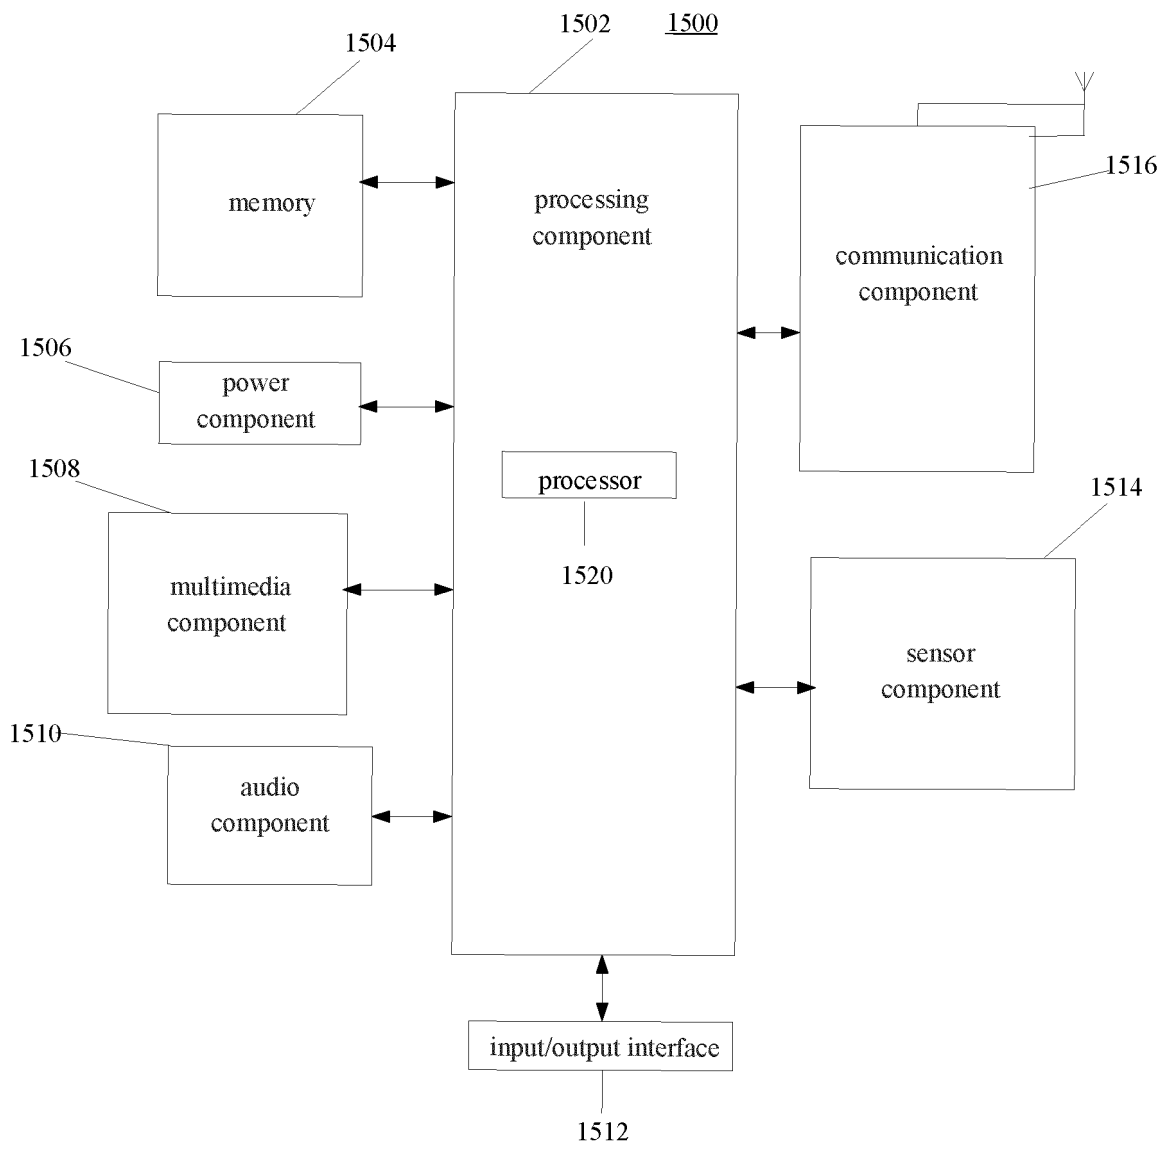 1502
1500
1504
1516
memory
processing
component
communication
component
1506
power
component
1508
processor
1514
1520
multimedia
component
sensor
component
1510
audio
component
input/output interface
1512